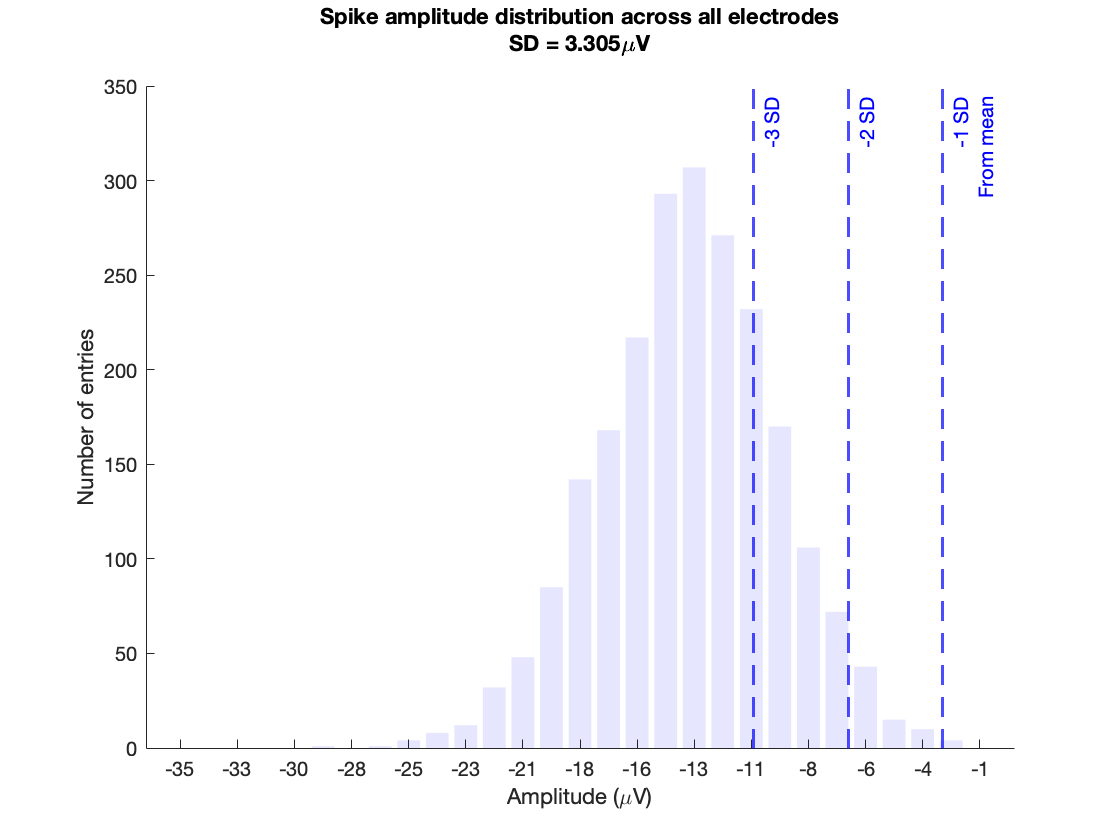 Spike amplitude distribution across all electrodes
SD = 3.305μV
350
300
250
200
150
100
50
0
Number of entries
-3 SD
-2 SD
-1 SD
From mean
-35 -33 -30 -28 -25 -23 -21 -18 -16 -13 -11 -8 -6 -4 -1
Amplitude (μV)